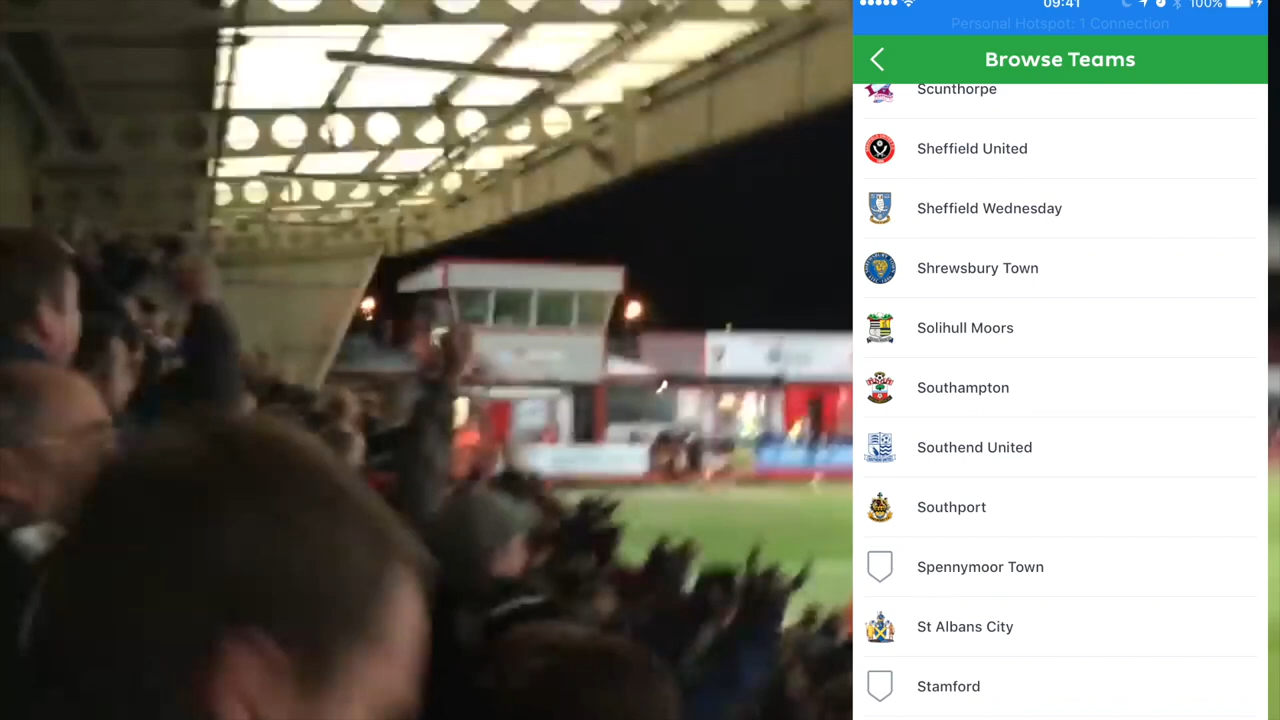 09:41
100%
Personal Hotspot: 1 Connection
Browse Teams
Scunthorpe
Sheffield United
Sheffield Wednesday
Shrewsbury Town
Solihull Moors
Southampton
Southend United
Southport
Spennymoor Town
St Albans City
Stamford